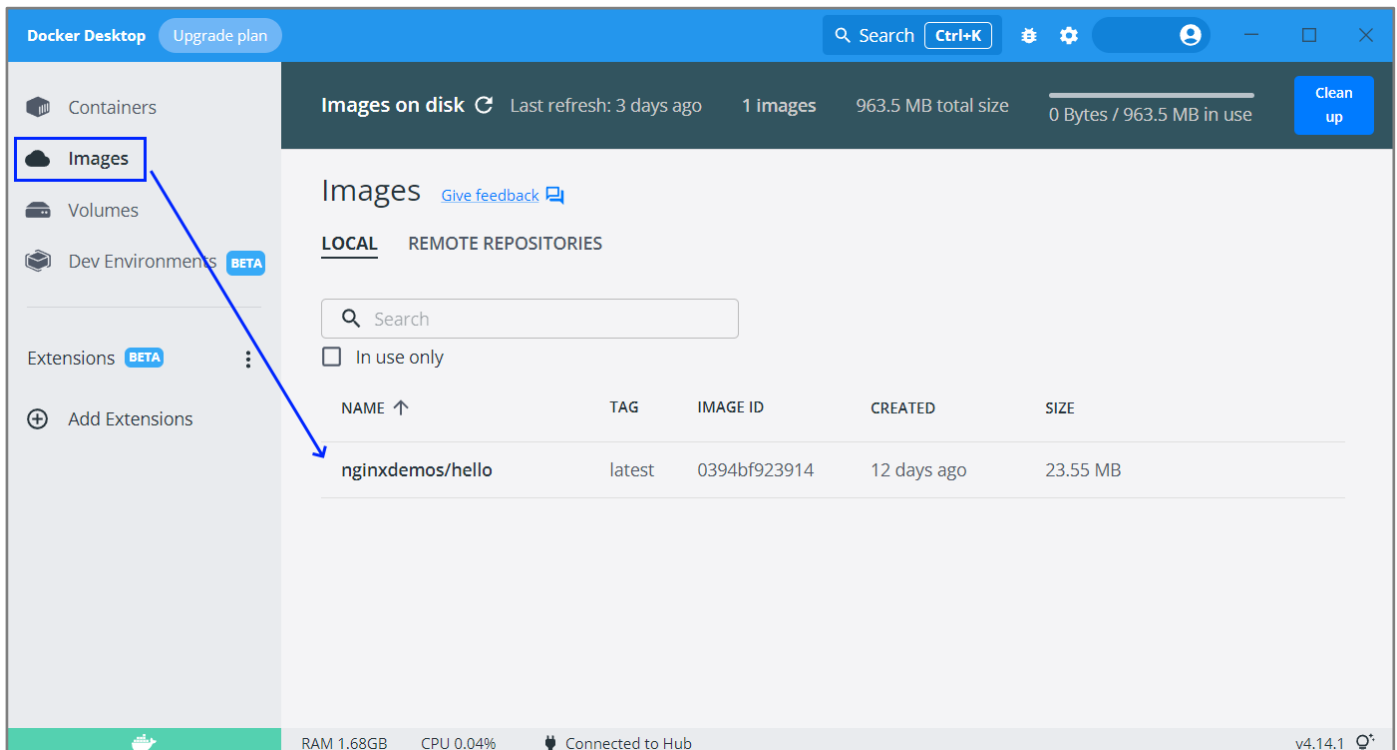 Docker Desktop Upgrade plan Search Ctrl+K
Containers
Images
Volumes
Dev Environments BETA
Extensions BETA
Add Extensions
Images on disk Last refresh: 3 days ago 1 images 963.5 MB total size 0 Bytes / 963.5 MB in use
Clean
up
Images Give feedback
LOCAL REMOTE REPOSITORIES
Search
In use only
NAME TAG IMAGE ID CREATED SIZE
nginxdemos/hello latest 0394bf923914 12 days ago 23.55 MB
RAM 1.68GB CPU 0.04% Connected to Hub v4.14.1